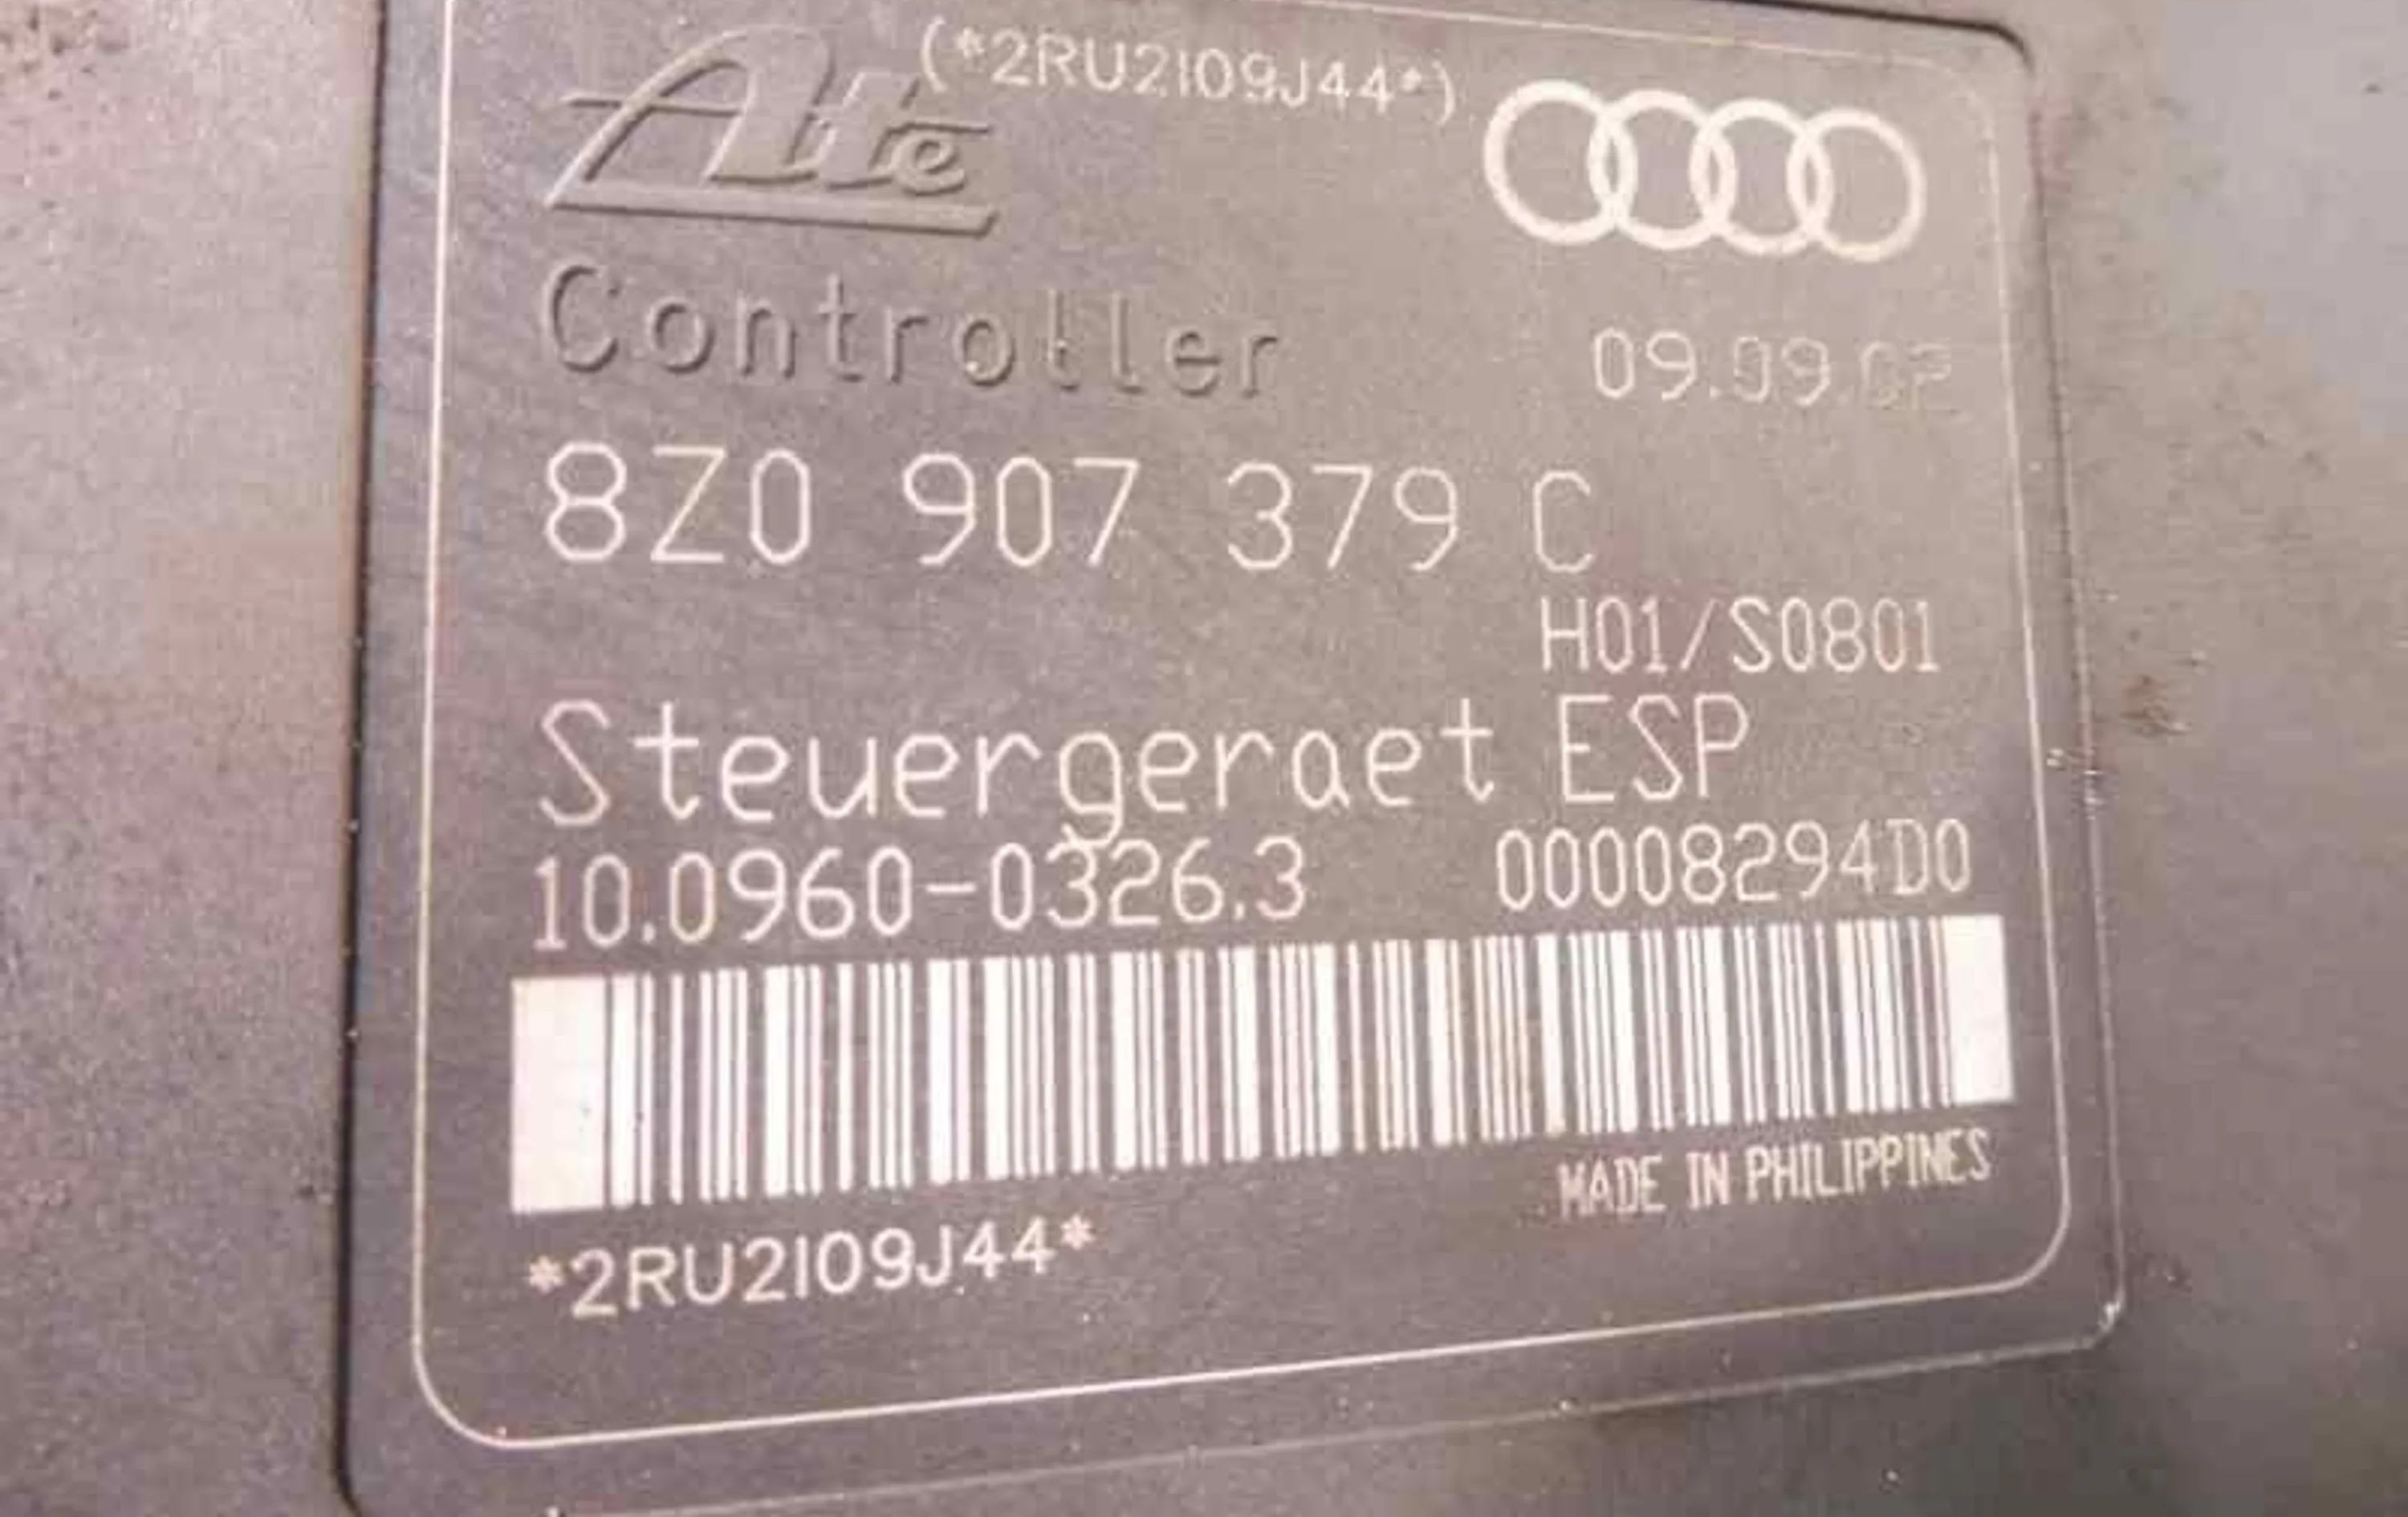 Ate (*2RU2I09J44*)
Controller
09.09.02
8Z0 907 379 C
H01/S0801
Steuergeraet ESP
10.0960-0326.3 00008294D0
MADE IN PHILIPPINES
*2RU2I09J44*